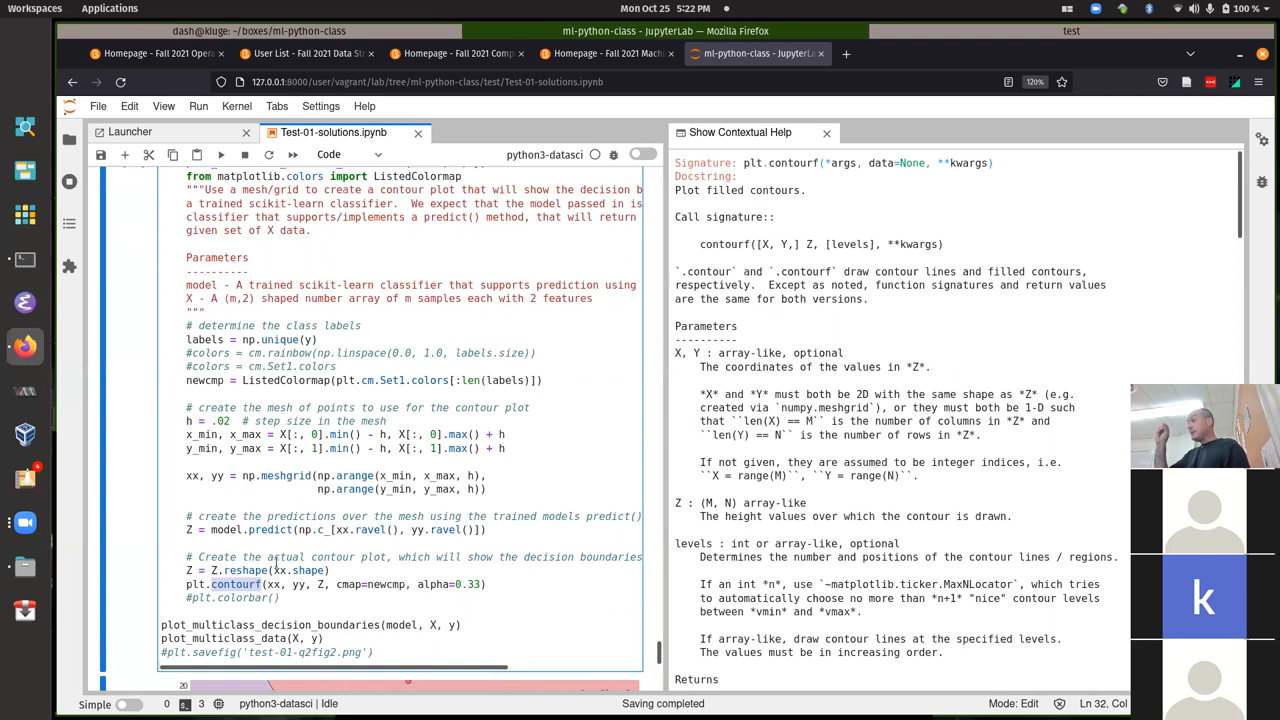 Workspaces
Applications
Mon Oct 25 5:22 PM
100 %
dash@kluge: ~/boxes/ml-python-class
ml-python-class - JupyterLab — Mozilla Firefox
test
Homepage - Fall 2021 Opera
User List - Fall 2021 Data Str
Homepage - Fall 2021 Comp
Homepage - Fall 2021 Machi
ml-python-class - JupyterLab
127.0.0.1:8000/user/vagrant/lab/tree/ml-python-class/test/Test-01-solutions.ipynb
120%
File Edit View Run Kernel Tabs Settings Help
Launcher
Test-01-solutions.ipynb
Show Contextual Help
Code
python3-datasci
from matplotlib.colors import ListedColormap
"""Use a mesh/grid to create a contour plot that will show the decision b
a trained scikit-learn classifier.  We expect that the model passed in is
classifier that supports/implements a predict() method, that will return
given set of X data.
Parameters
----------
model - A trained scikit-learn classifier that supports prediction using
X - A (m,2) shaped number array of m samples each with 2 features
"""
# determine the class labels
labels = np.unique(y)
#colors = cm.rainbow(np.linspace(0.0, 1.0, labels.size))
#colors = cm.Set1.colors
newcmp = ListedColormap(plt.cm.Set1.colors[:len(labels)])
# create the mesh of points to use for the contour plot
h = .02  # step size in the mesh
x_min, x_max = X[:, 0].min() - h, X[:, 0].max() + h
y_min, y_max = X[:, 1].min() - h, X[:, 1].max() + h
xx, yy = np.meshgrid(np.arange(x_min, x_max, h),
np.arange(y_min, y_max, h))
# create the predictions over the mesh using the trained models predict()
Z = model.predict(np.c_[xx.ravel(), yy.ravel()])
# Create the actual contour plot, which will show the decision boundaries
Z = Z.reshape(xx.shape)
plt.contourf(xx, yy, Z, cmap=newcmp, alpha=0.33)
#plt.colorbar()
plot_multiclass_decision_boundaries(model, X, y)
plot_multiclass_data(X, y)
#plt.savefig('test-01-q2fig2.png')
20
Signature: plt.contourf(*args, data=None, **kwargs)
Docstring:
Plot filled contours.
Call signature::
contourf([X, Y,] Z, [levels], **kwargs)
`.contour` and `.contourf` draw contour lines and filled contours,
respectively.  Except as noted, function signatures and return values
are the same for both versions.
Parameters
----------
X, Y : array-like, optional
The coordinates of the values in *Z*.
*X* and *Y* must both be 2D with the same shape as *Z* (e.g.
created via `numpy.meshgrid`), or they must both be 1-D such
that ``len(X) == M`` is the number of columns in *Z* and
``len(Y) == N`` is the number of rows in *Z*.
If not given, they are assumed to be integer indices, i.e.
``X = range(M)``, ``Y = range(N)``.
Z : (M, N) array-like
The height values over which the contour is drawn.
levels : int or array-like, optional
Determines the number and positions of the contour lines / regions.
If an int *n*, use `~matplotlib.ticker.MaxNLocator`, which tries
to automatically choose no more than *n+1* "nice" contour levels
between *vmin* and *vmax*.
If array-like, draw contour lines at the specified levels.
The values must be in increasing order.
Returns
k
Simple
0
3
python3-datasci | Idle
Saving completed
Mode: Edit
Ln 32, Col